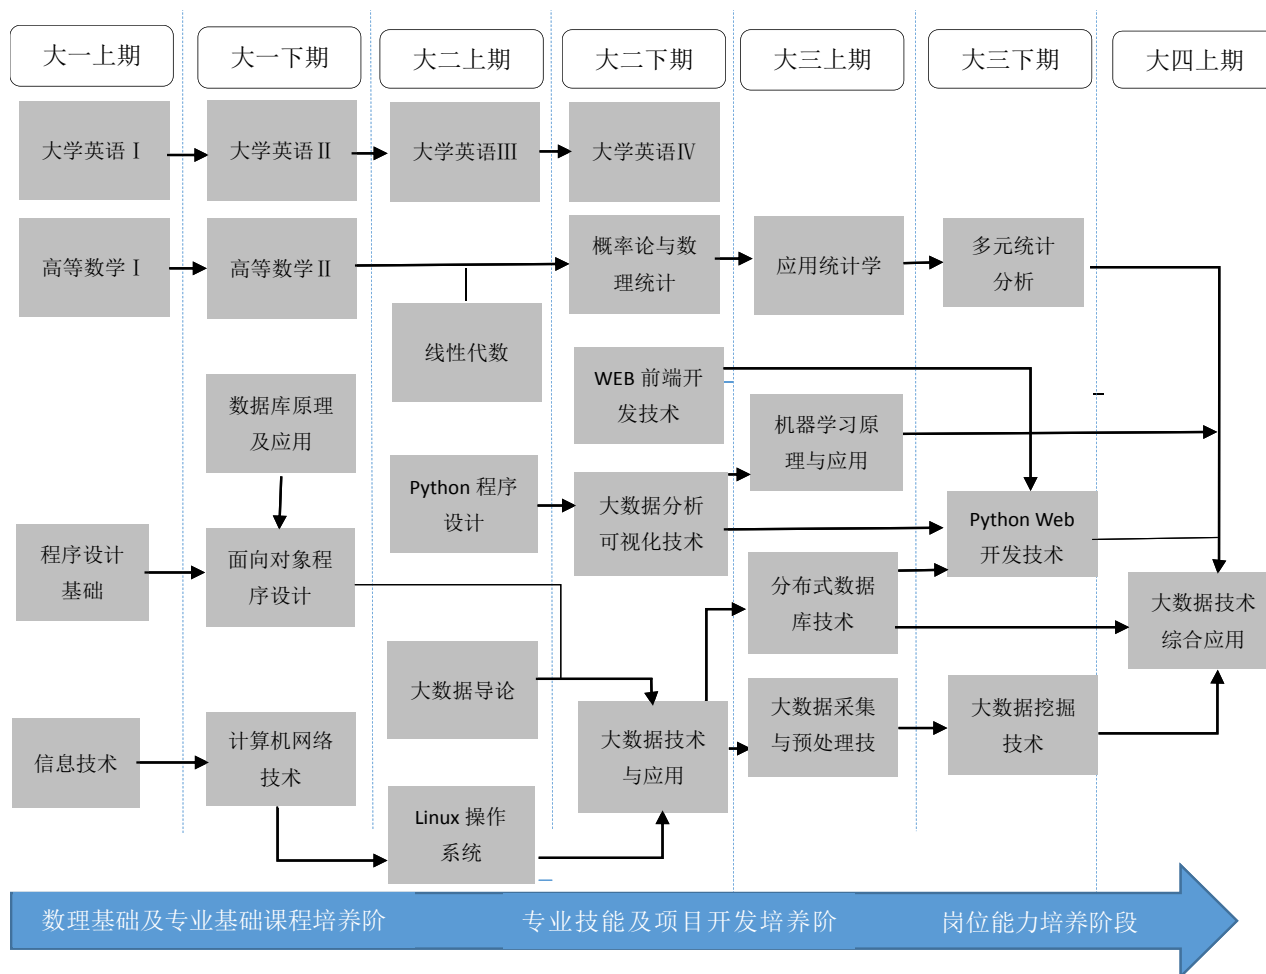 大一上期
大一下期
大二上期
大二下期
大三上期
大三下期
大四上期
大学英语 I
大学英语 II
大学英语III
大学英语IV
高等数学 I
高等数学 II
概率论与数
理统计
应用统计学
多元统计
分析
线性代数
WEB 前端开
发技术
数据库原理
及应用
机器学习原
理与应用
Python 程序
设计
大数据分析
可视化技术
Python Web
开发技术
程序设计
基础
面向对象程
序设计
分布式数据
库技术
大数据技术
综合应用
大数据导论
大数据技术
与应用
大数据采集
与预处理技
大数据挖掘
技术
信息技术
计算机网络
技术
Linux 操作
系统
数理基础及专业基础课程培养阶
专业技能及项目开发培养阶
岗位能力培养阶段